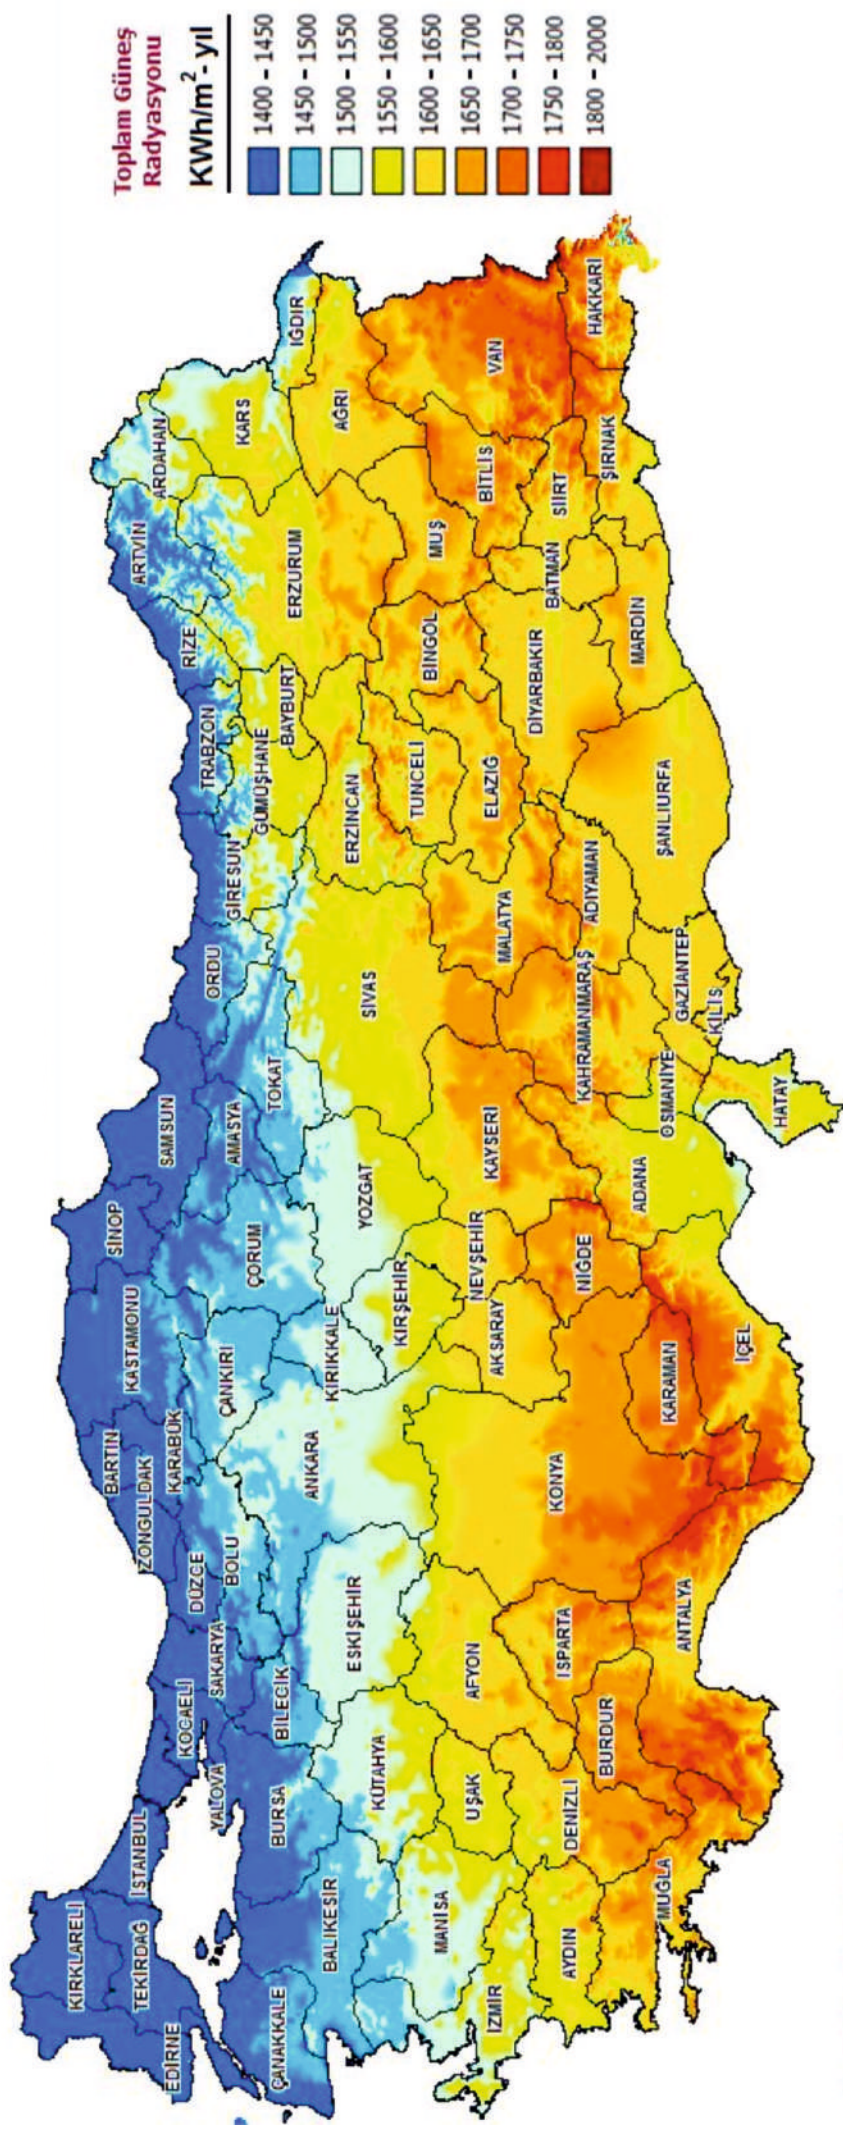 Toplam Güneş
Radyasyonu
KWh/m²-yıl
1400 - 1450
1450 - 1500
1500 - 1550
1550 - 1600
1600 - 1650
1650 - 1700
1700 - 1750
1750 - 1800
1800 - 2000
KIRKLARELİ
EDİRNE
TEKİRDAĞ
İSTANBUL
KOCAELİ
YALOVA
SAKARYA
DÜZCE
ZONGULDAK
BARTIN
KARABÜK
KASTAMONU
SİNOP
SAMSUN
ORDU
GİRESUN
TRABZON
RİZE
ARTVİN
ARDAHAN
ÇANAKKALE
BALIKESİR
BURSA
BİLECİK
BOLU
ÇANKIRI
ÇORUM
AMASYA
TOKAT
GÜMÜŞHANE
BAYBURT
ERZURUM
KARS
IĞDIR
KÜTAHYA
ESKİŞEHİR
ANKARA
KIRIKKALE
KIRŞEHİR
YOZGAT
SİVAS
ERZİNCAN
TUNCELİ
BİNGÖL
MUŞ
AĞRI
İZMİR
MANİSA
UŞAK
AFYON
AKSARAY
NEVŞEHİR
KAYSERİ
MALATYA
ELAZIĞ
DİYARBAKIR
BATMAN
BİTLİS
SİİRT
VAN
AYDIN
DENİZLİ
BURDUR
ISPARTA
KONYA
NİĞDE
KAHRAMANMARAŞ
ADIYAMAN
ŞANLIURFA
MARDİN
ŞIRNAK
HAKKARİ
MUĞLA
ANTALYA
KARAMAN
İÇEL
ADANA
OSMANİYE
GAZİANTEP
KİLİS
HATAY